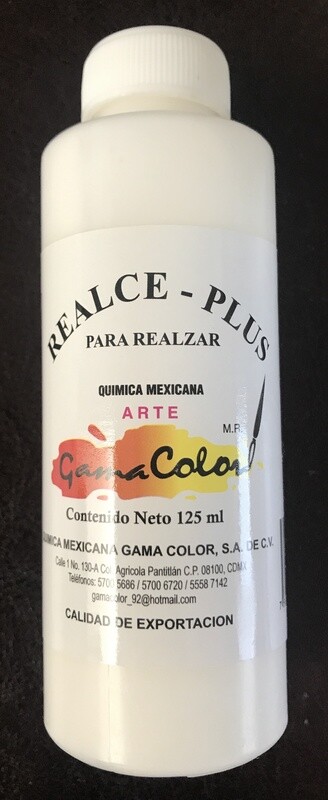 REALCE - PLUS
PARA REALZAR
QUIMICA MEXICANA
ARTE
M.R.
GamaColor
Contenido Neto 125 ml
QUIMICA MEXICANA GAMA COLOR, S.A. DE C.V.
Calle 1 No. 130-A Col. Agricola Pantitlán C.P. 08100, CDMX
Teléfonos: 5700 5686 / 5700 6720 / 5558 7142
gamacolor_92@hotmail.com
CALIDAD DE EXPORTACION